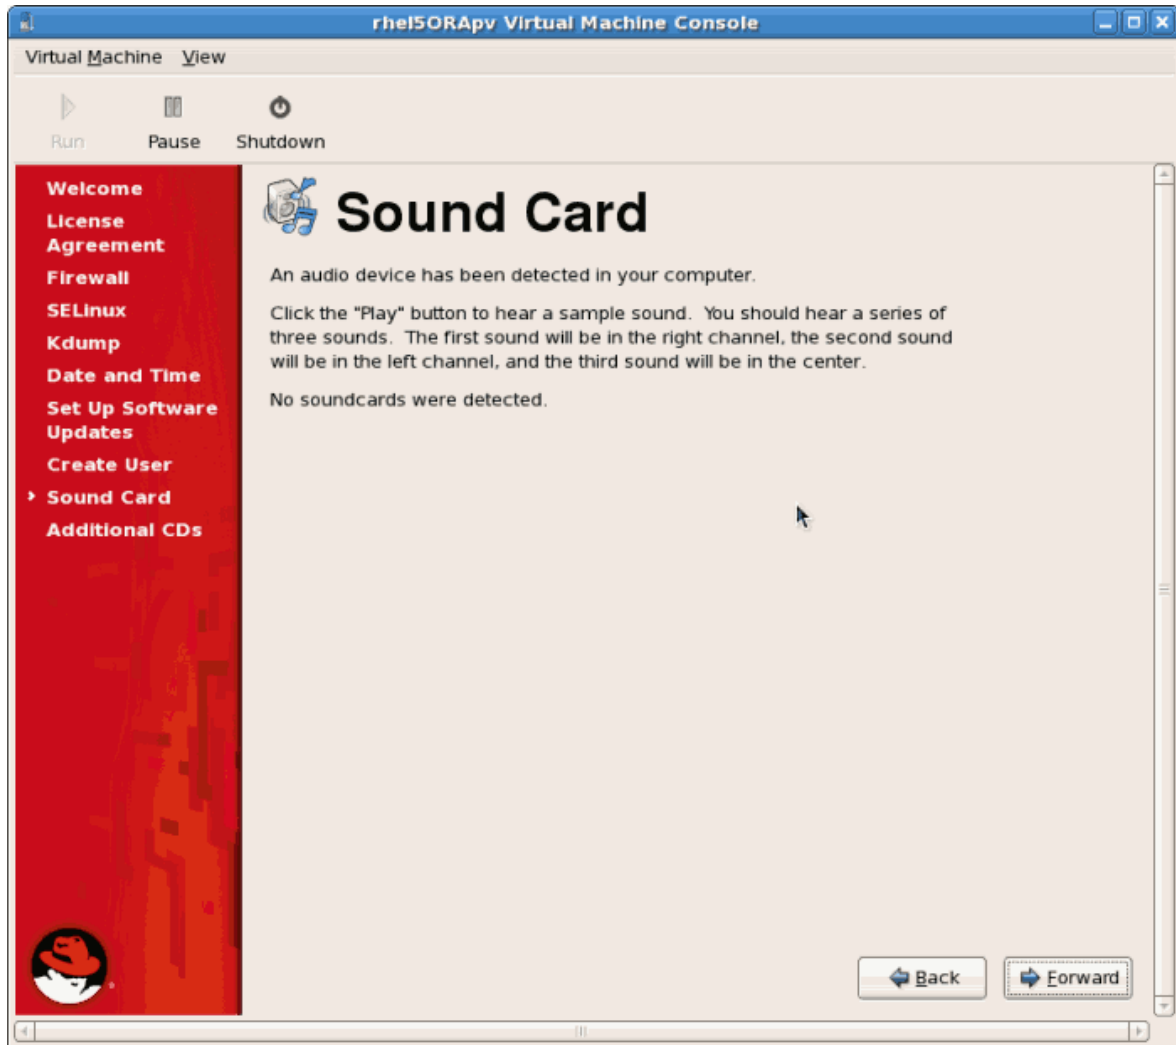 rhel5ORApv Virtual Machine Console
Virtual Machine View
Run Pause Shutdown
Welcome
License
Agreement
Firewall
SELinux
Kdump
Date and Time
Set Up Software
Updates
Create User
Sound Card
Additional CDs
Sound Card
An audio device has been detected in your computer.
Click the "Play" button to hear a sample sound. You should hear a series of
three sounds. The first sound will be in the right channel, the second sound
will be in the left channel, and the third sound will be in the center.
No soundcards were detected.
Back Forward